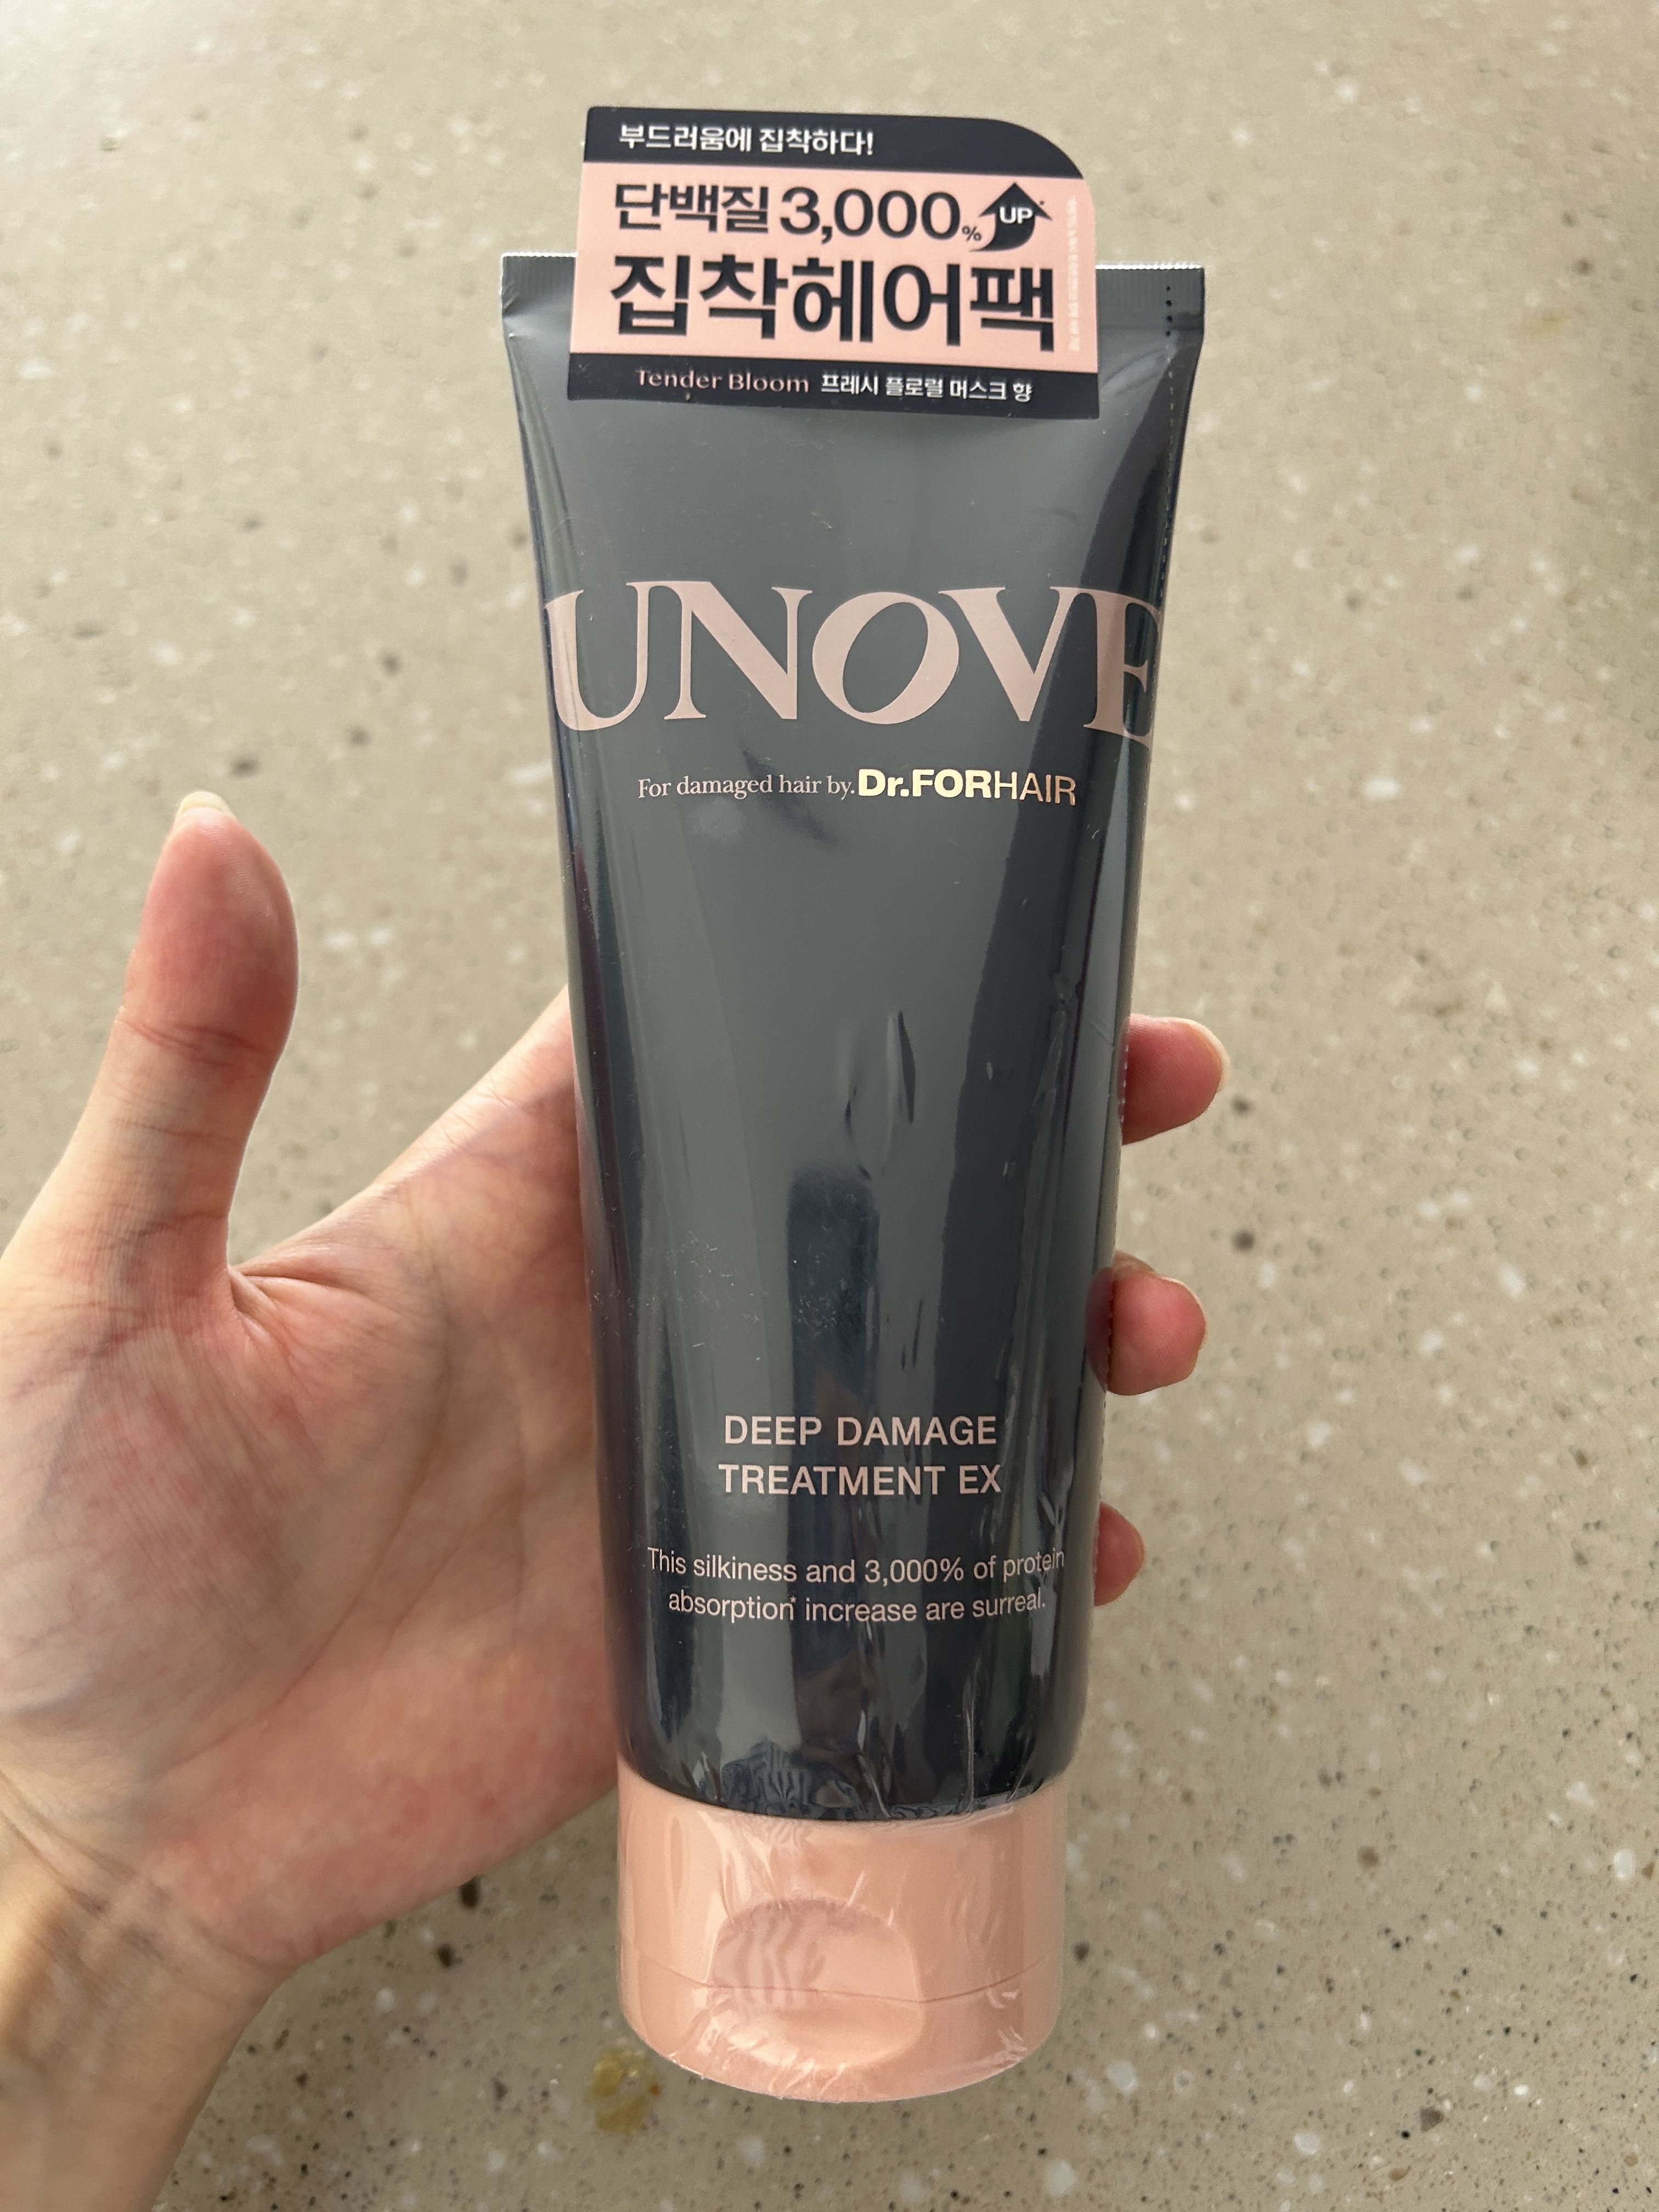 부드러움에 집착하다!
단백질 3,000% UP
집착헤어팩
Tender Bloom 프레시 플로럴 머스크 향
UNOVE
For damaged hair by. Dr.FORHAIR
DEEP DAMAGE
TREATMENT EX
This silkiness and 3,000% of protein
absorption* increase are surreal.